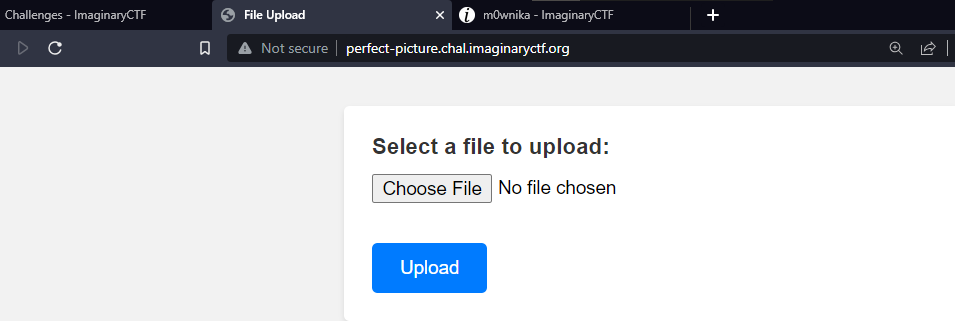 Challenges - ImaginaryCTF File Upload m0wnika - ImaginaryCTF
Not secure perfect-picture.chal.imaginaryctf.org
Select a file to upload:
Choose File No file chosen
Upload